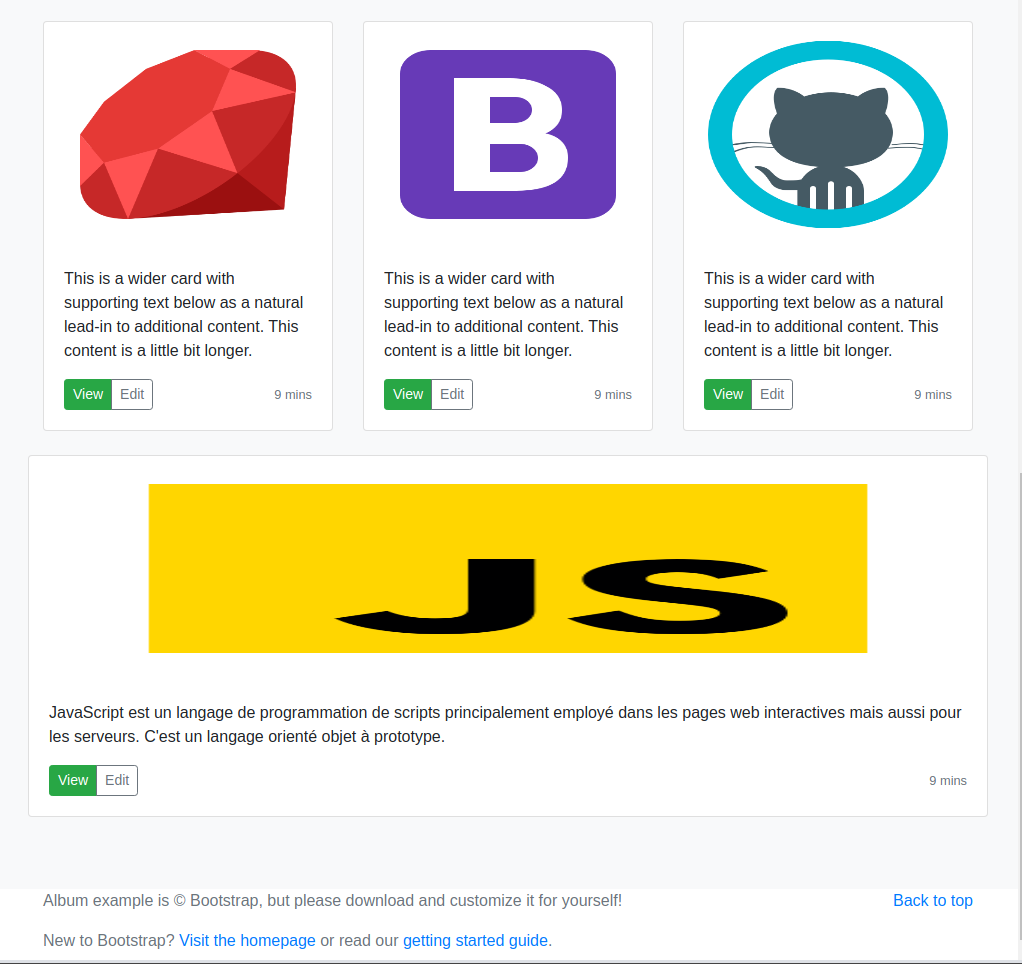 B
This is a wider card with
supporting text below as a natural
lead-in to additional content. This
content is a little bit longer.
View Edit 9 mins
This is a wider card with
supporting text below as a natural
lead-in to additional content. This
content is a little bit longer.
View Edit 9 mins
This is a wider card with
supporting text below as a natural
lead-in to additional content. This
content is a little bit longer.
View Edit 9 mins
JS
JavaScript est un langage de programmation de scripts principalement employé dans les pages web interactives mais aussi pour
les serveurs. C'est un langage orienté objet à prototype.
View Edit 9 mins
Album example is © Bootstrap, but please download and customize it for yourself! Back to top
New to Bootstrap? Visit the homepage or read our getting started guide.